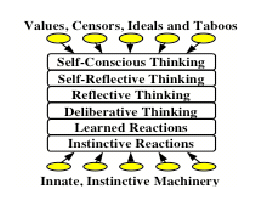 Values, Censors, Ideals and Taboos
Self-Conscious Thinking
Self-Reflective Thinking
Reflective Thinking
Deliberative Thinking
Learned Reactions
Instinctive Reactions
Innate, Instinctive Machinery